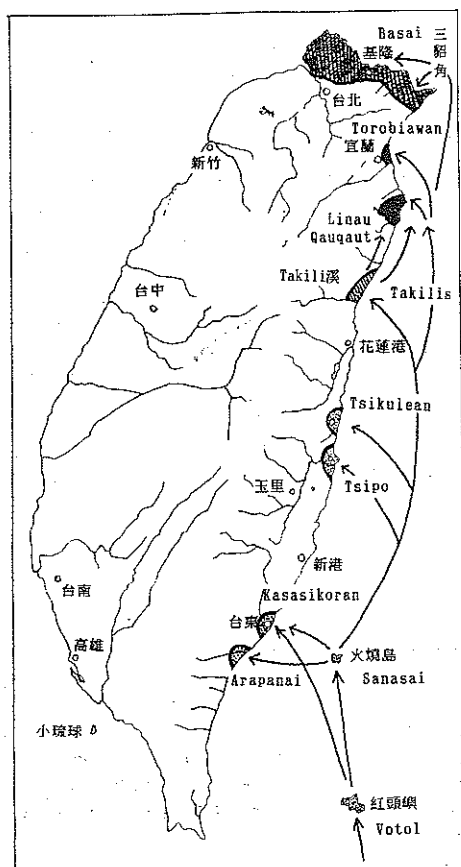 Basai
三貂角
基隆
台北
Torobiawan
宜蘭
新竹
Linau
Qauqaut
Takili溪
Takilis
台中
花蓮港
Tsikulean
玉里
Tsipo
新港
Kasasikoran
台南
台東
高雄
火燒島
Arapanai
Sanasai
小琉球
紅頭嶼
Votol